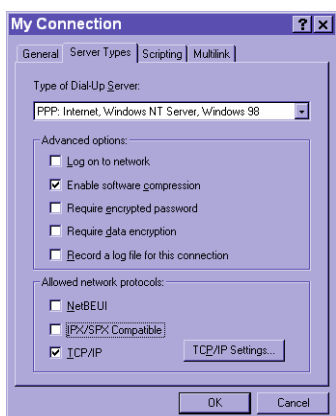 My Connection
General Server Types Scripting Multilink
Type of Dial-Up Server:
PPP: Internet, Windows NT Server, Windows 98
Advanced options:
Log on to network
Enable software compression
Require encrypted password
Require data encryption
Record a log file for this connection
Allowed network protocols:
NetBEUI
IPX/SPX Compatible
TCP/IP TCP/IP Settings...
OK Cancel